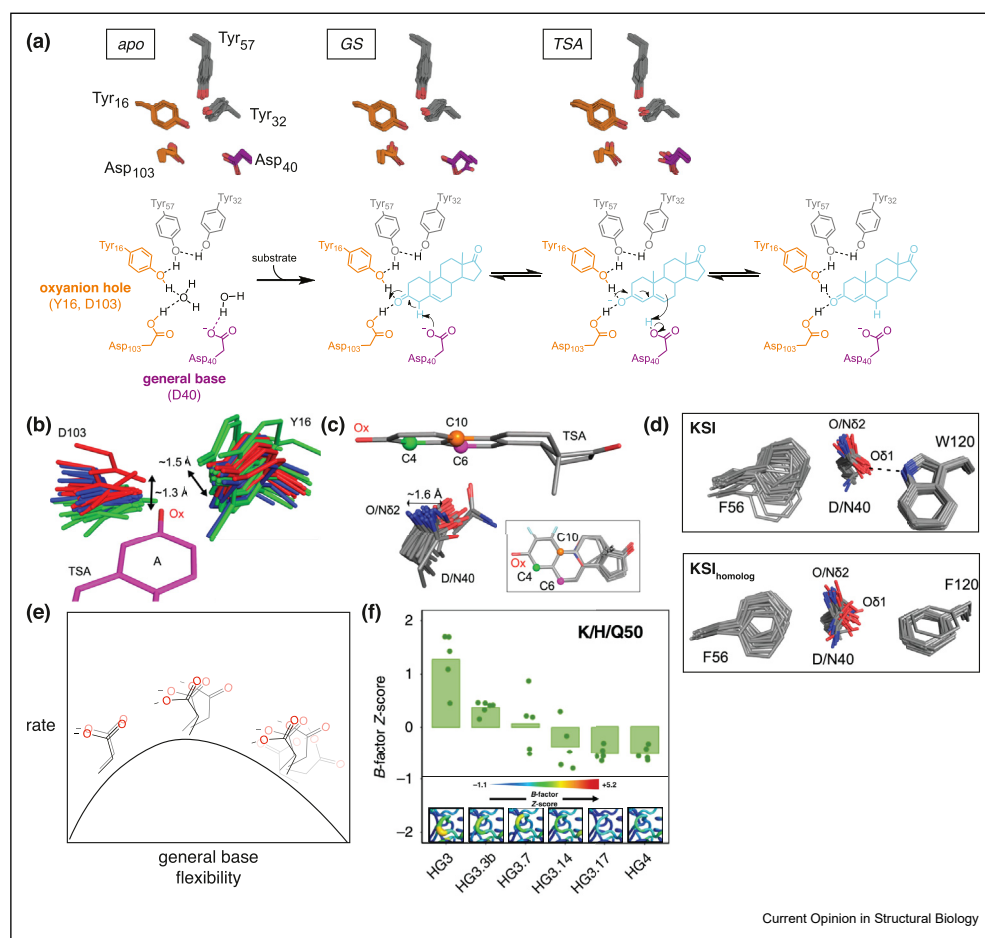 (a)
apo
GS
TSA
Tyr57
Tyr16
Tyr32
Asp103
Asp40
Tyr57
Tyr32
Tyr16
oxyanion hole
(Y16, D103)
H
H
H
O
H
H
O
H
H
O
O
O
−
O
O
Asp103
Asp40
general base
(D40)
substrate
Tyr57
Tyr32
Tyr16
O
H
O
H
H
O
O
H
H
O
O
−
O
O
Asp103
Asp40
Tyr57
Tyr32
Tyr16
O
H
O
H
H
−
O
O
H
H
O
O
O
O
Asp103
Asp40
Tyr57
Tyr32
Tyr16
O
H
O
H
H
O
O
H
H
H
O
O
−
O
O
Asp103
Asp40
(b)
D103
Y16
~1.5 Å
~1.3 Å
Ox
A
TSA
(c)
Ox
C10
TSA
C4
C6
~1.6 Å
O/Nδ2
D/N40
C10
Ox
C4
C6
(d)
KSI
O/Nδ2
W120
Oδ1
F56
D/N40
KSIhomolog
O/Nδ2
F120
Oδ1
F56
D/N40
(e)
rate
general base
flexibility
(f)
K/H/Q50
B-factor Z-score
2
1
0
−1
−2
−1.1
B-factor
Z-score
+5.2
HG3
HG3.3b
HG3.7
HG3.14
HG3.17
HG4
Current Opinion in Structural Biology